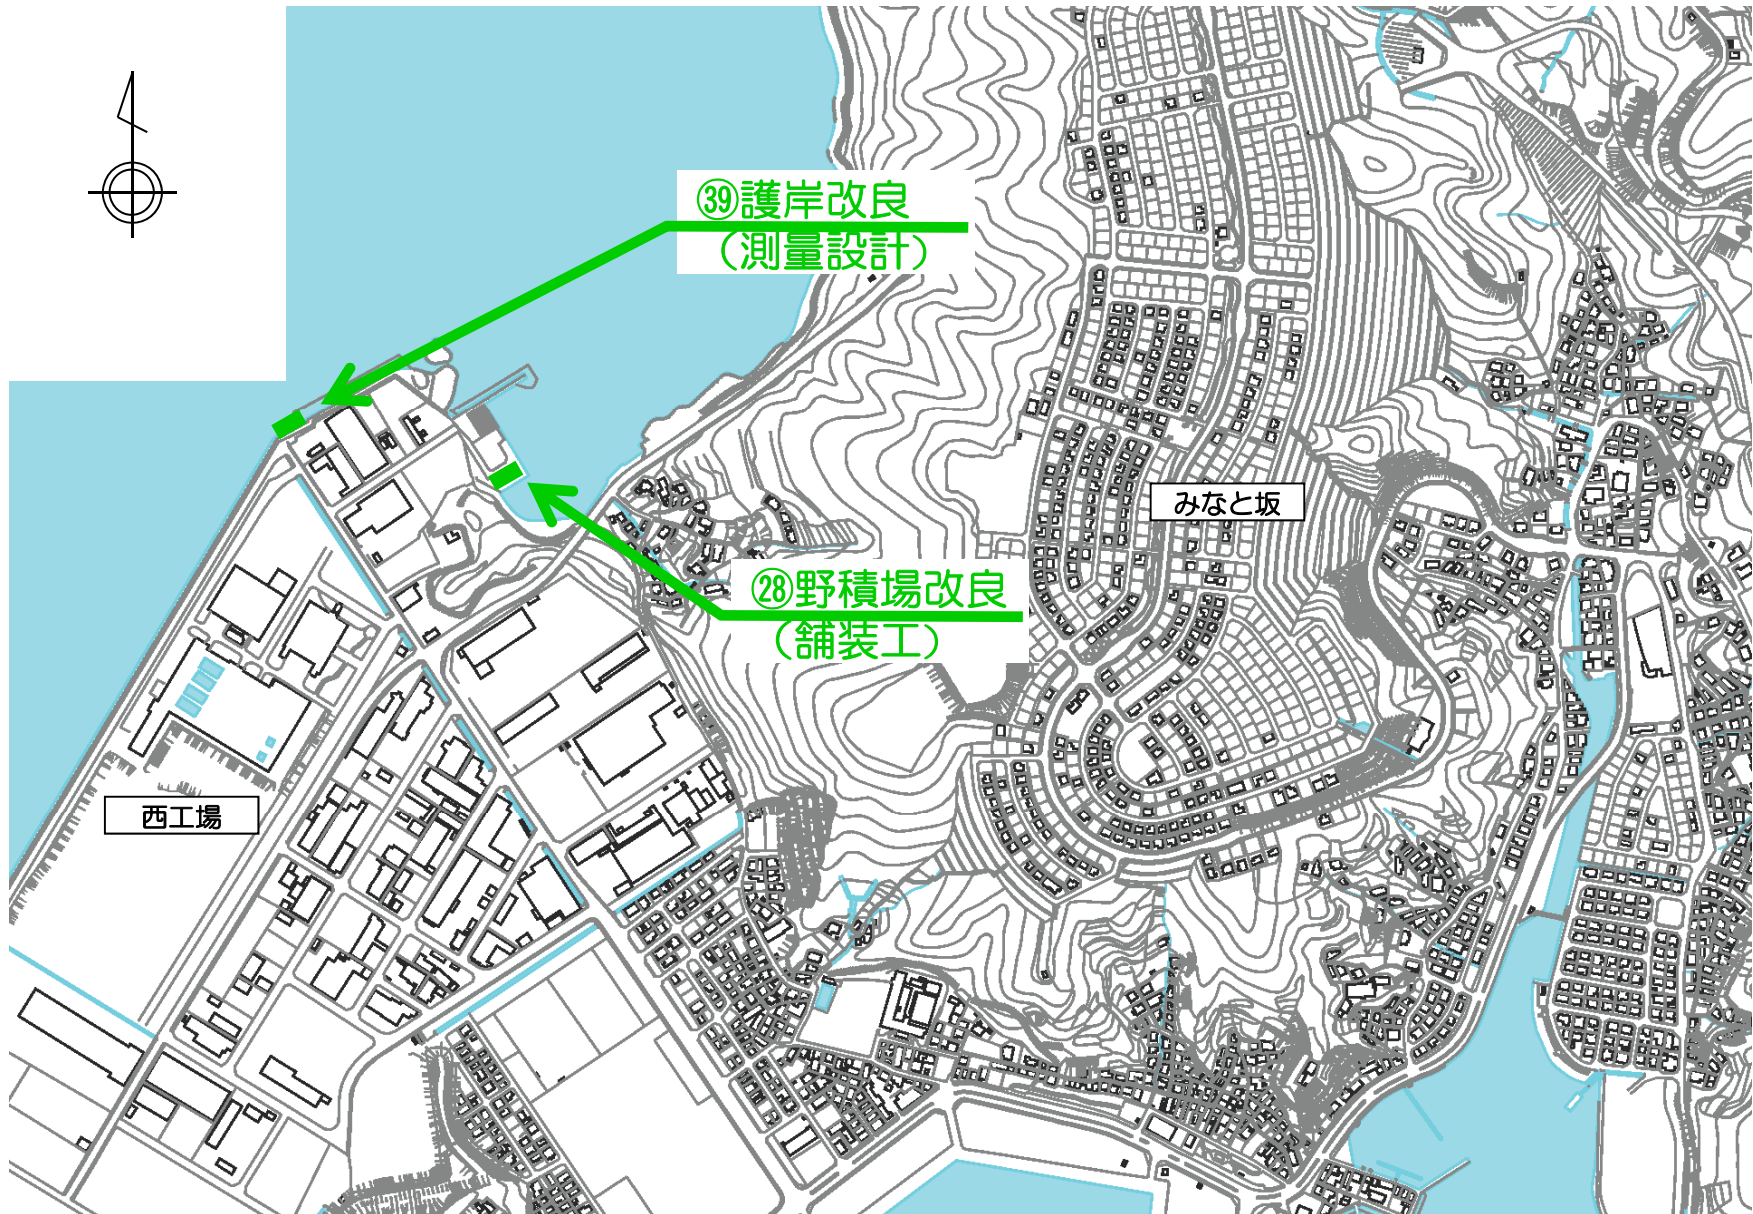 ㊴護岸改良
（測量設計）
みなと坂
㉘野積場改良
（舗装工）
西工場